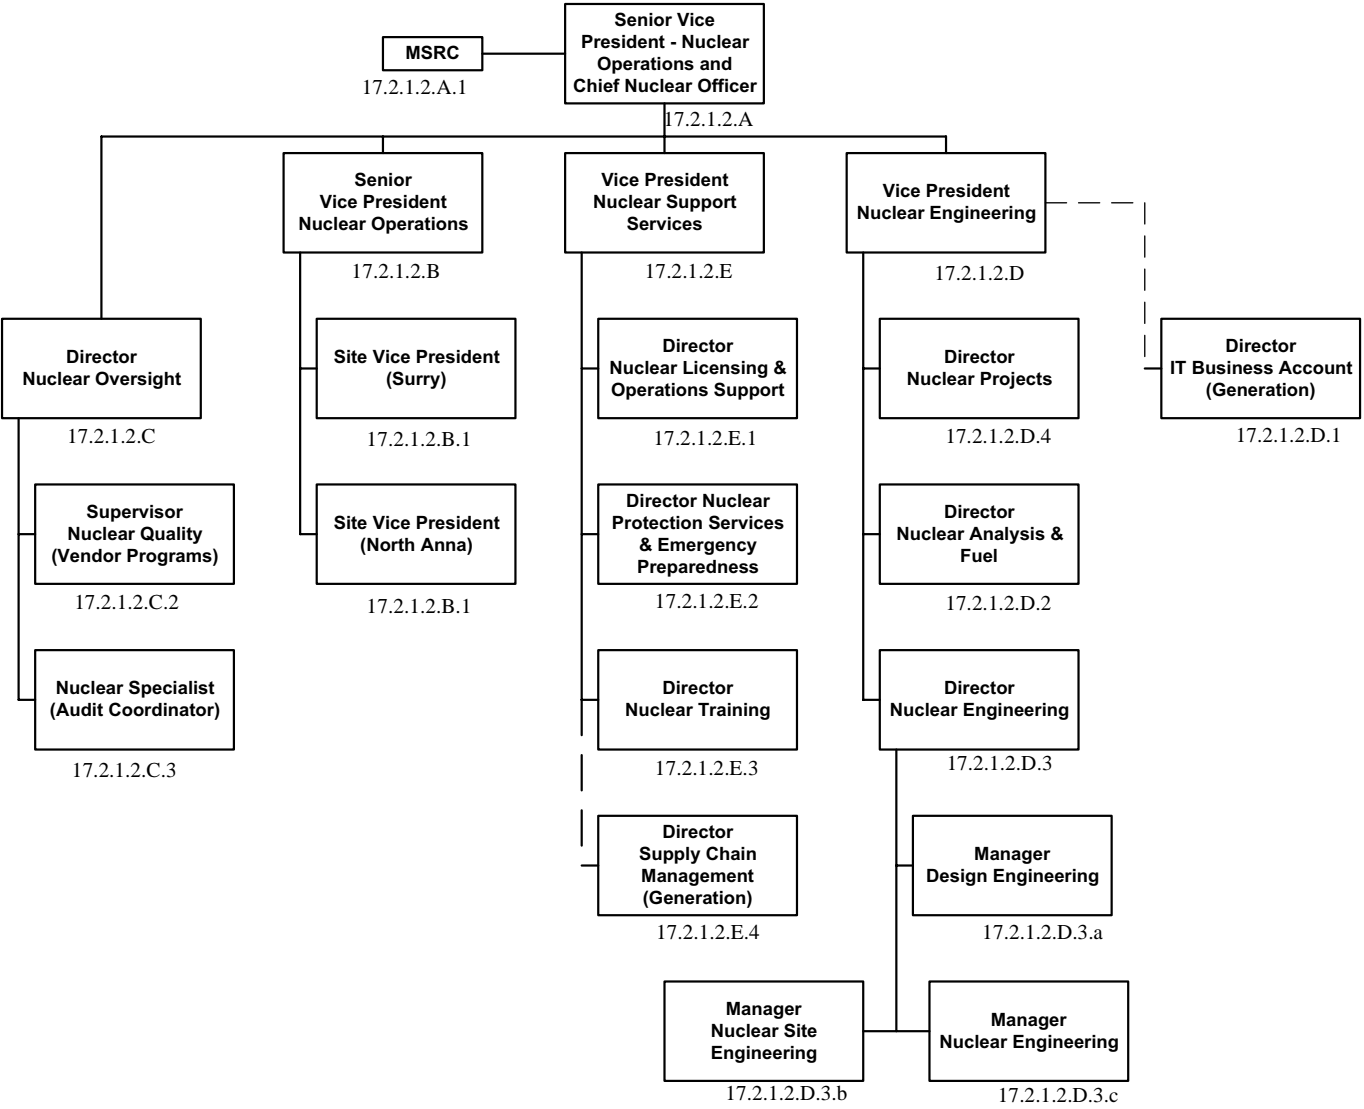 Senior Vice
President - Nuclear
Operations and
Chief Nuclear Officer
17.2.1.2.A
MSRC
17.2.1.2.A.1
Senior
Vice President
Nuclear Operations
17.2.1.2.B
Vice President
Nuclear Support
Services
17.2.1.2.E
Vice President
Nuclear Engineering
17.2.1.2.D
Director
Nuclear Oversight
17.2.1.2.C
Site Vice President
(Surry)
17.2.1.2.B.1
Director
Nuclear Licensing &
Operations Support
17.2.1.2.E.1
Director
Nuclear Projects
17.2.1.2.D.4
Director
IT Business Account
(Generation)
17.2.1.2.D.1
Supervisor
Nuclear Quality
(Vendor Programs)
17.2.1.2.C.2
Site Vice President
(North Anna)
17.2.1.2.B.1
Director Nuclear
Protection Services
& Emergency
Preparedness
17.2.1.2.E.2
Director
Nuclear Analysis &
Fuel
17.2.1.2.D.2
Nuclear Specialist
(Audit Coordinator)
17.2.1.2.C.3
Director
Nuclear Training
17.2.1.2.E.3
Director
Nuclear Engineering
17.2.1.2.D.3
Director
Supply Chain
Management
(Generation)
17.2.1.2.E.4
Manager
Design Engineering
17.2.1.2.D.3.a
Manager
Nuclear Site
Engineering
17.2.1.2.D.3.b
Manager
Nuclear Engineering
17.2.1.2.D.3.c